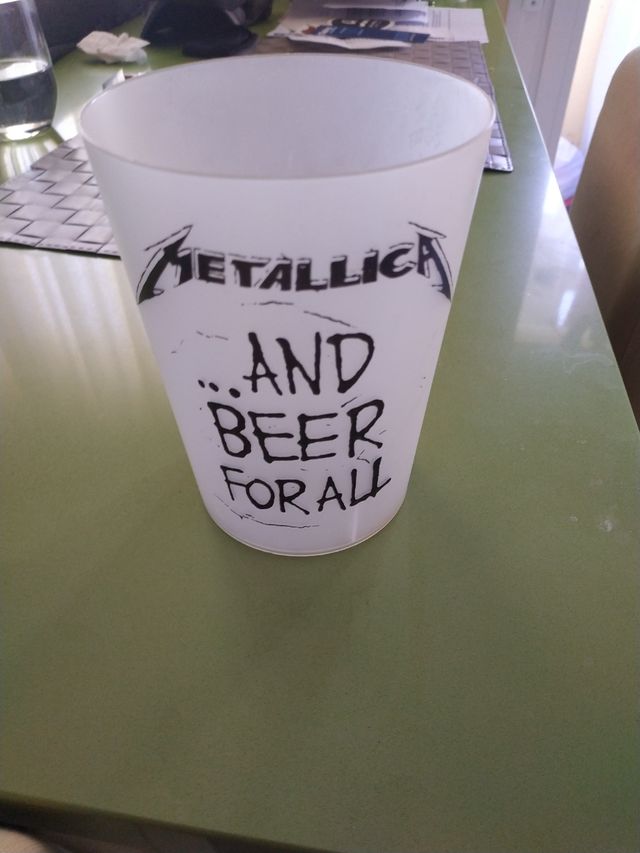 METALLICA
...AND
BEER
FOR ALL